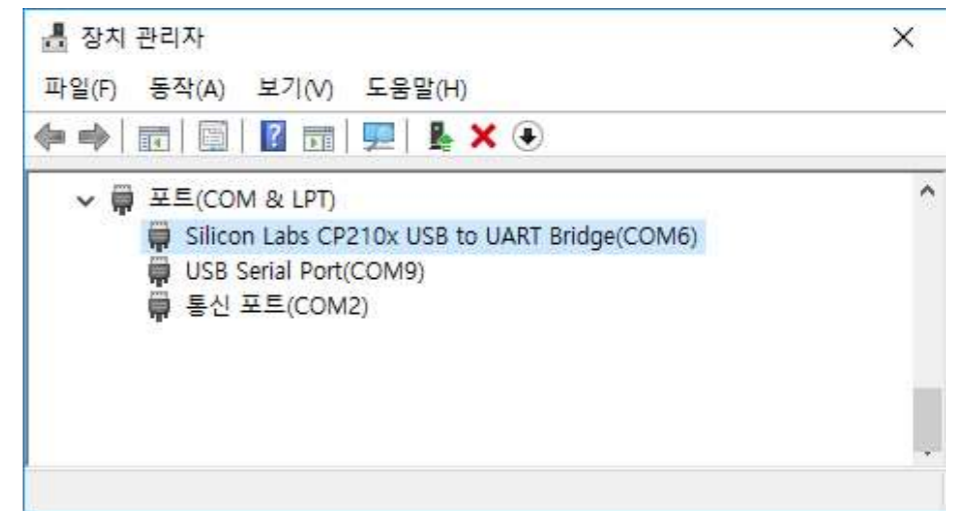 장치 관리자
파일(F) 동작(A) 보기(V) 도움말(H)
포트(COM & LPT)
Silicon Labs CP210x USB to UART Bridge(COM6)
USB Serial Port(COM9)
통신 포트(COM2)